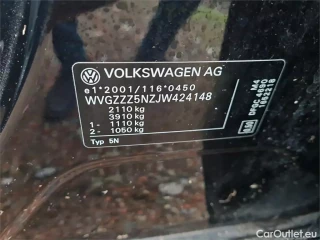 VOLKSWAGEN AG
e1*2001/116*0450
WVGZZZ5NZJW424148
2110 kg
3910 kg
1- 1110 kg
2- 1050 kg
Typ 5N
CarOutlet.eu